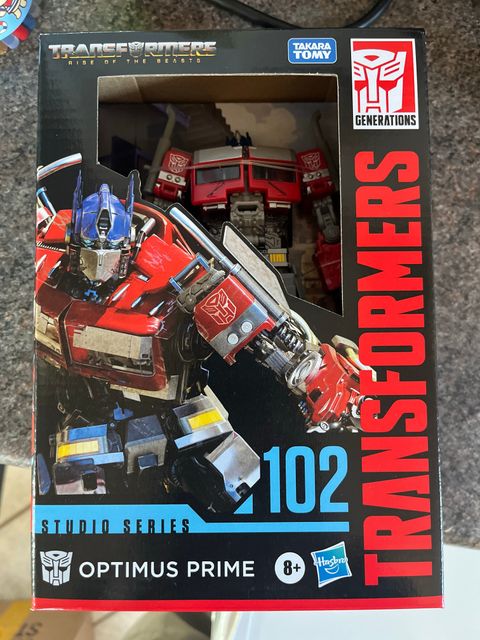 TRANSFORMERS
RISE OF THE BEASTS
TAKARA
TOMY
GENERATIONS
TRANSFORMERS
102
STUDIO SERIES
OPTIMUS PRIME
8+
Hasbro